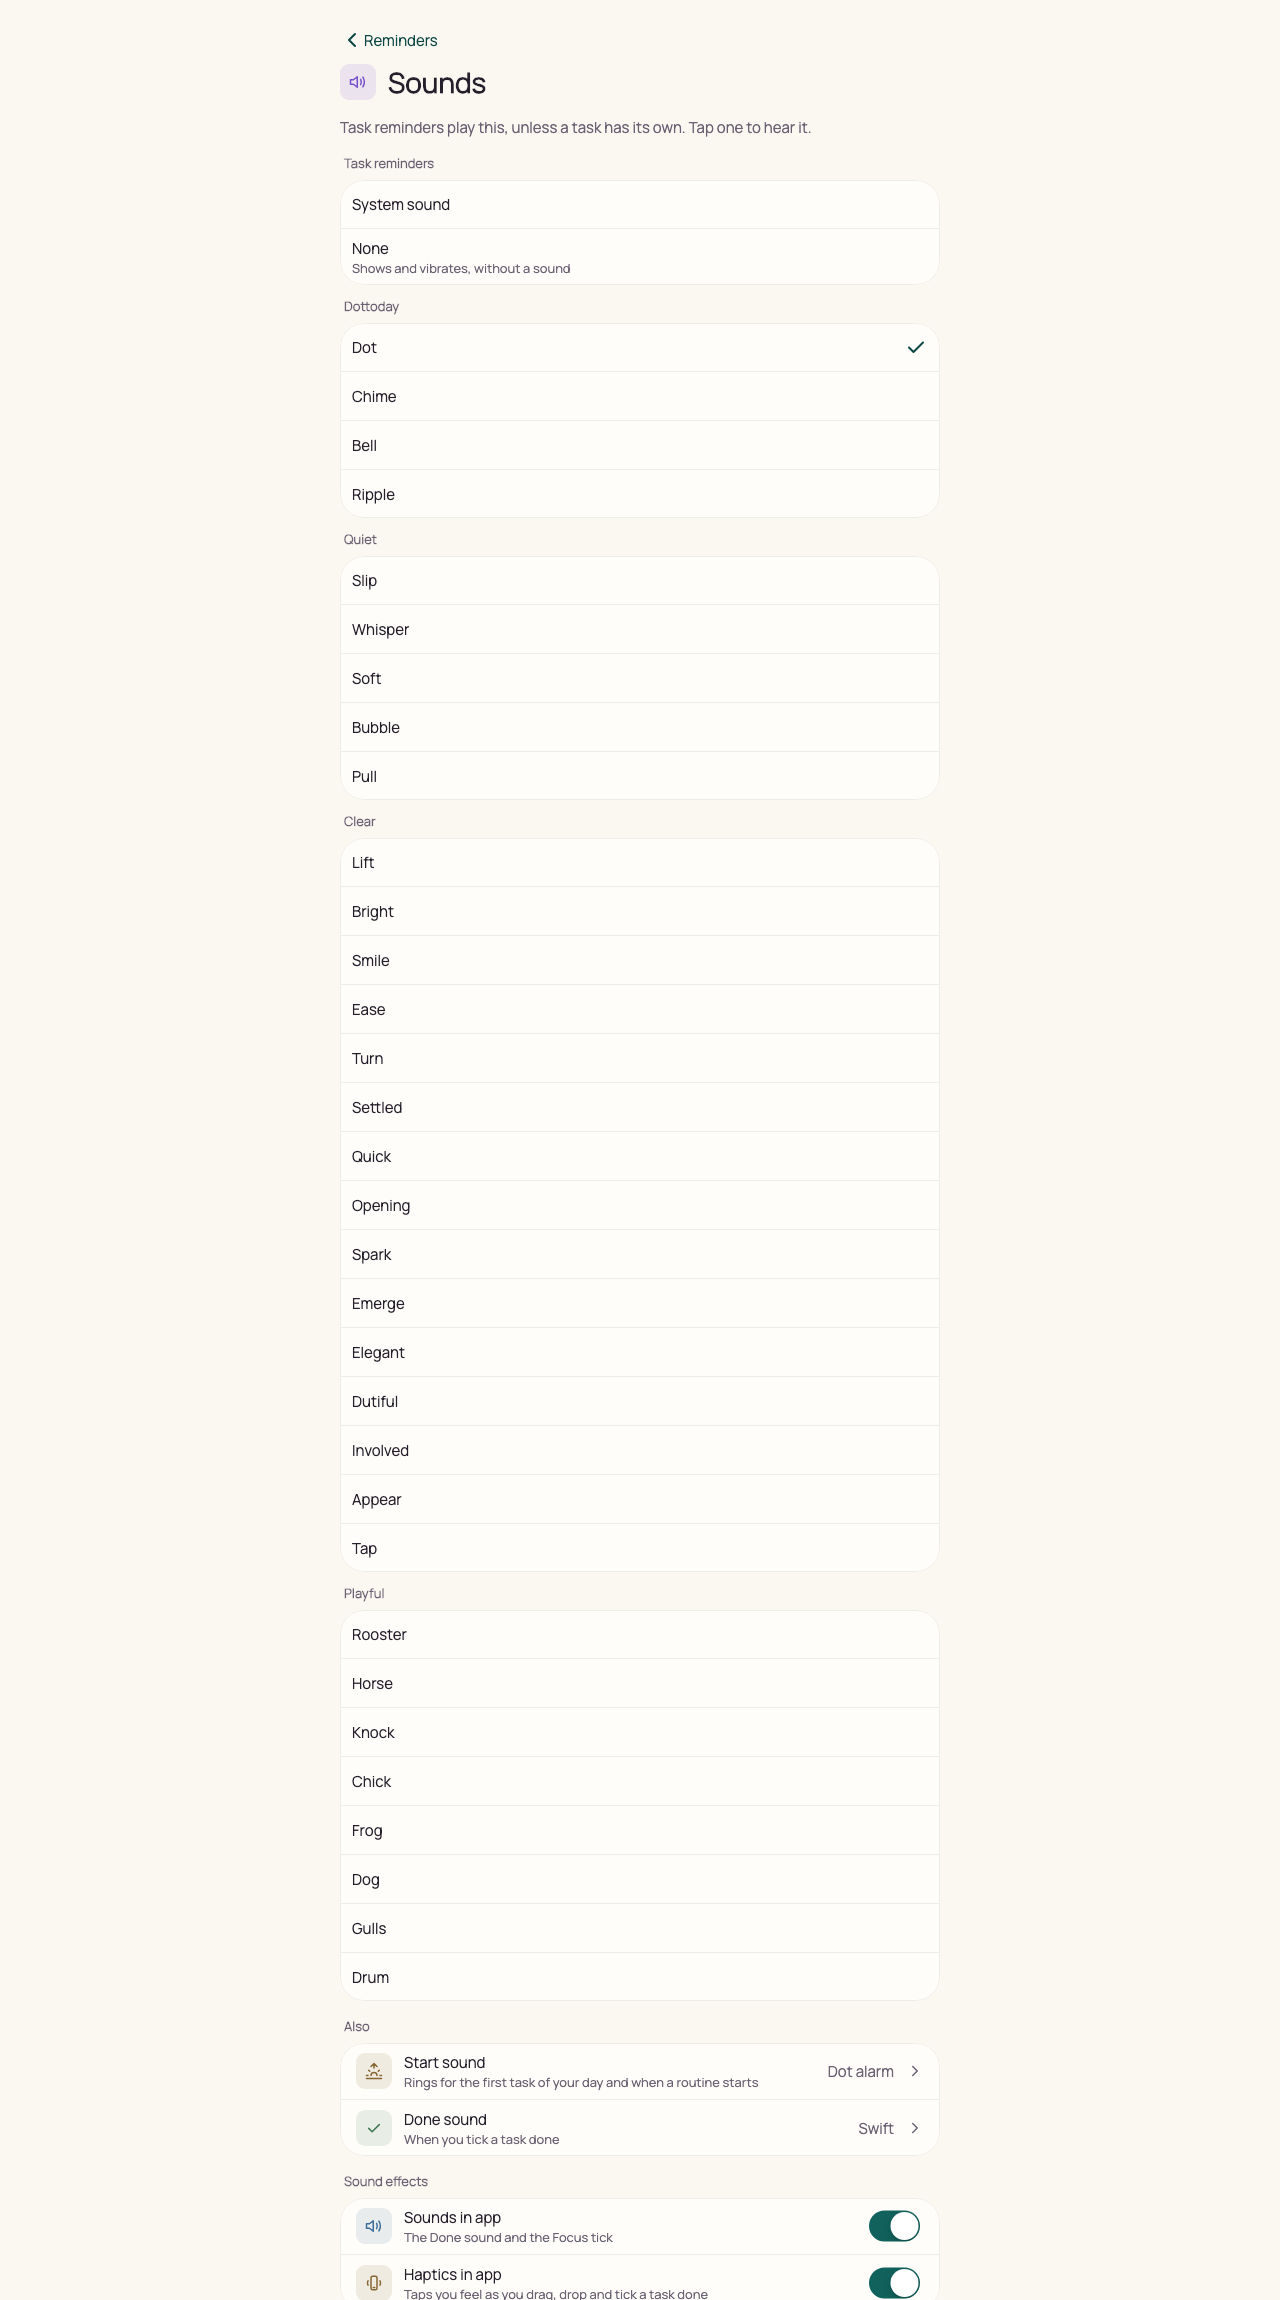 Reminders
Sounds
Task reminders play this, unless a task has its own. Tap one to hear it.
Task reminders
System sound
None
Shows and vibrates, without a sound
Dottoday
Dot
Chime
Bell
Ripple
Quiet
Slip
Whisper
Soft
Bubble
Pull
Clear
Lift
Bright
Smile
Ease
Turn
Settled
Quick
Opening
Spark
Emerge
Elegant
Dutiful
Involved
Appear
Tap
Playful
Rooster
Horse
Knock
Chick
Frog
Dog
Gulls
Drum
Also
Start sound
Rings for the first task of your day and when a routine starts
Dot alarm
Done sound
When you tick a task done
Swift
Sound effects
Sounds in app
The Done sound and the Focus tick
Haptics in app
Taps you feel as you drag, drop and tick a task done